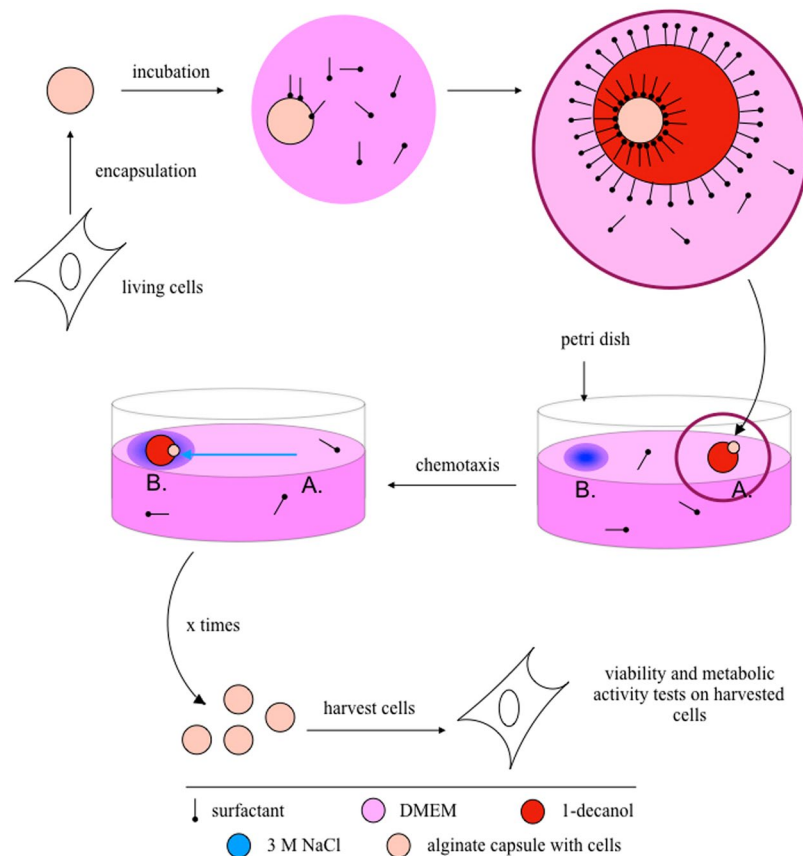 incubation
encapsulation
living cells
petri dish
chemotaxis
B.
A.
B.
A.
x times
harvest cells
viability and metabolic
activity tests on harvested
cells
surfactant
DMEM
1-decanol
3 M NaCl
alginate capsule with cells